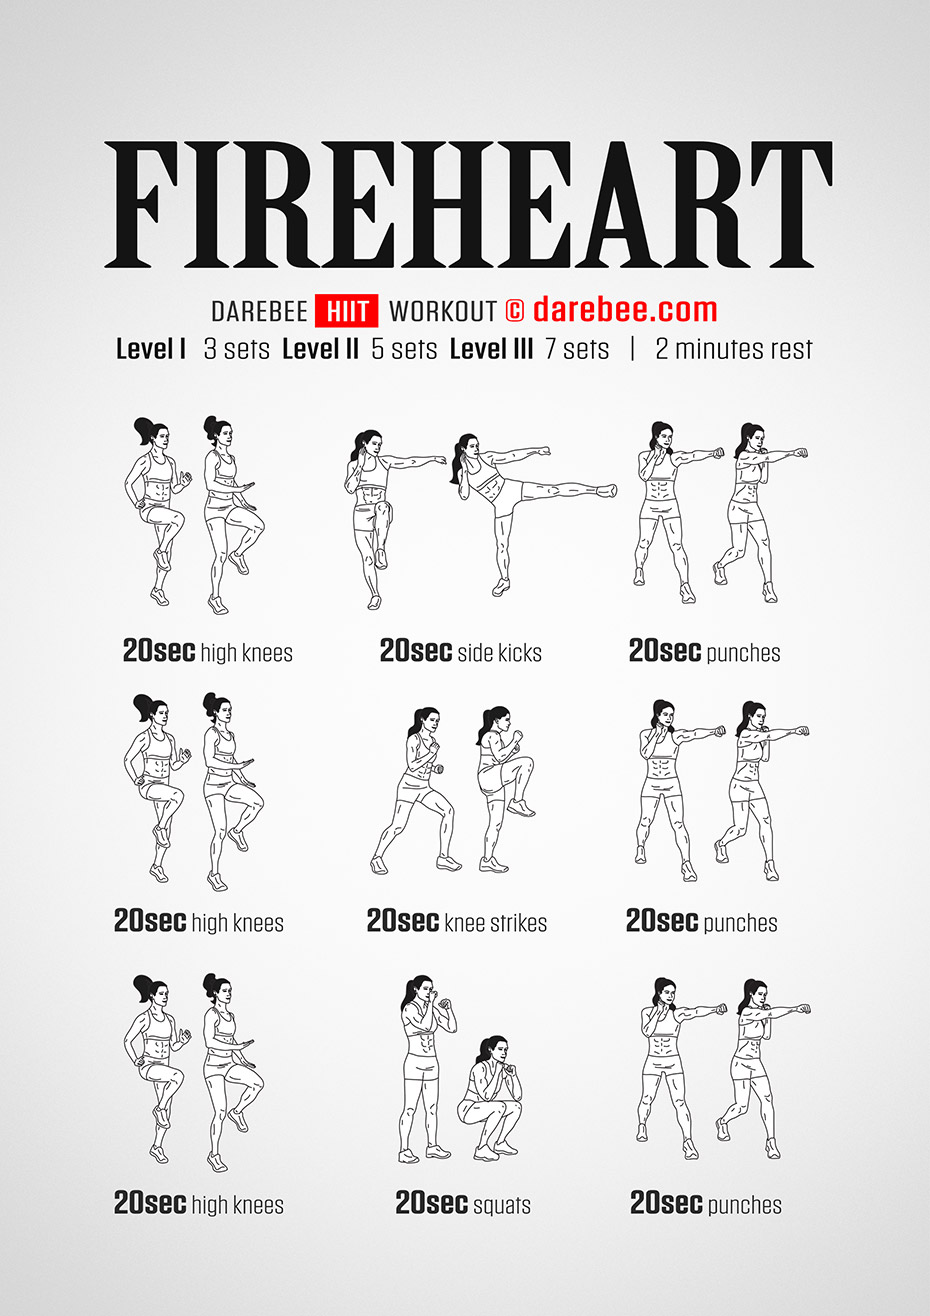 FIREHEART
DAREBEE HIIT WORKOUT © darebee.com
Level I 3 sets Level II 5 sets Level III 7 sets | 2 minutes rest
20sec high knees
20sec side kicks
20sec punches
20sec high knees
20sec knee strikes
20sec punches
20sec high knees
20sec squats
20sec punches